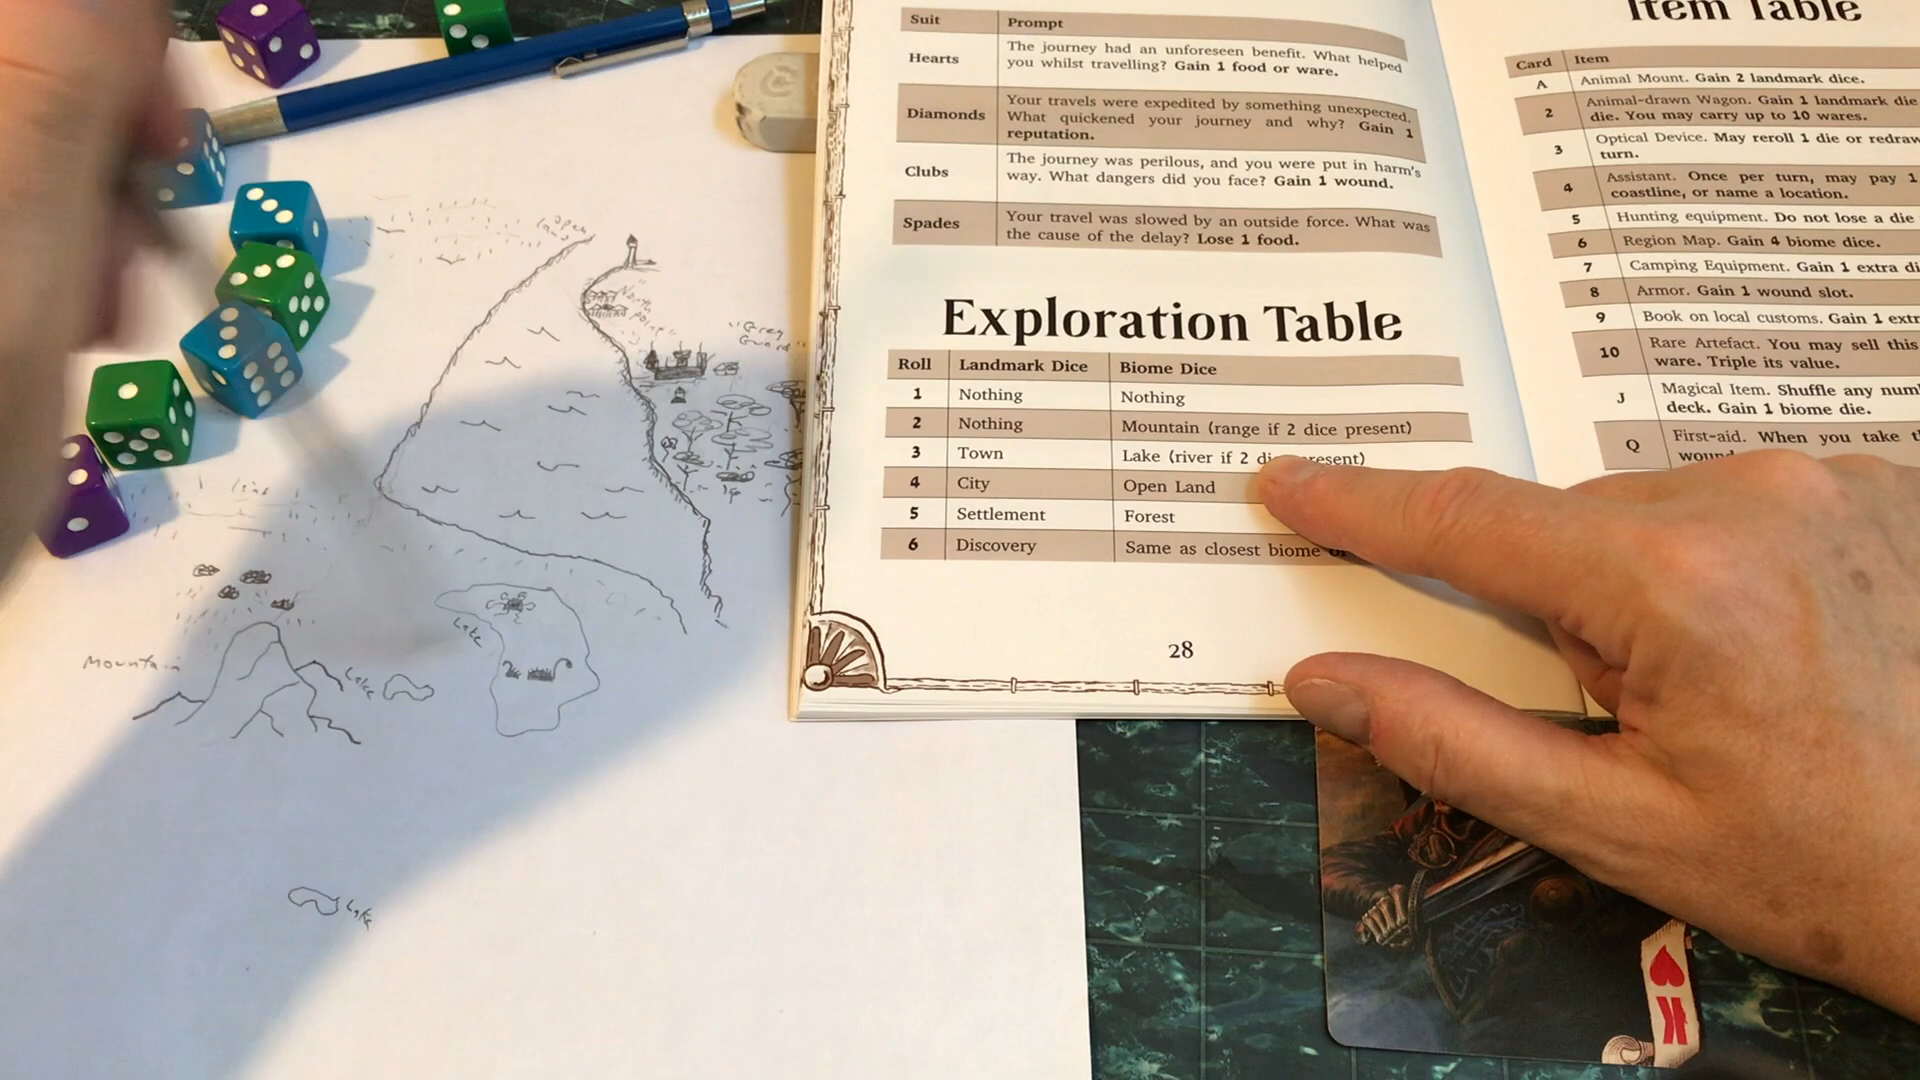 Suit Prompt
Hearts The journey had an unforeseen benefit. What helped
you whilst travelling? Gain 1 food or ware.
Diamonds Your travels were expedited by something unexpected.
What quickened your journey and why? Gain 1
reputation.
Clubs The journey was perilous, and you were put in harm's
way. What dangers did you face? Gain 1 wound.
Spades Your travel was slowed by an outside force. What was
the cause of the delay? Lose 1 food.
Exploration Table
Roll Landmark Dice Biome Dice
1 Nothing Nothing
2 Nothing Mountain (range if 2 dice present)
3 Town Lake (river if 2
4 City Open Land
5 Settlement Forest
6 Discovery Same as closest biome
28
Item Table
Card Item
A Animal Mount. Gain 2 landmark dice.
2 Animal-drawn Wagon. Gain 1 landmark die
die. You may carry up to 10 wares.
3 Optical Device. May reroll 1 die or
turn.
4 Assistant. Once per turn, may pay 1
coastline, or name a location.
5 Hunting equipment. Do not lose a die
6 Region Map. Gain 4 biome dice.
7 Camping Equipment. Gain 1 extra
8 Armor. Gain 1 wound slot.
9 Book on local customs. Gain 1
10 Rare Artefact. You may sell this
ware. Triple its value.
J Magical Item. Shuffle any
deck. Gain 1 biome die.
Q First-aid. When you take
open
land
"North
point"
"Grey
Mountain
Lake
Lake
Lake
K